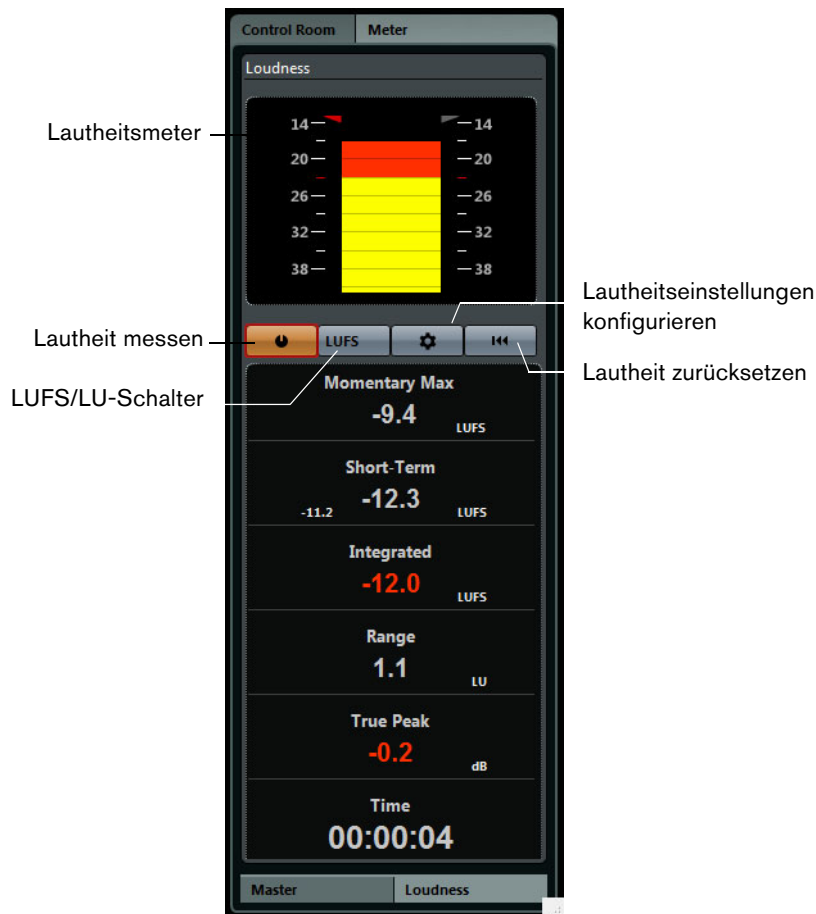 Control Room Meter
Loudness
Lautheitsmeter
14 14
20 20
26 26
32 32
38 38
Lautheitseinstellungen
konfigurieren
Lautheit messen
LUFS
Lautheit zurücksetzen
LUFS/LU-Schalter
Momentary Max
-9.4 LUFS
Short-Term
-11.2 -12.3 LUFS
Integrated
-12.0 LUFS
Range
1.1 LU
True Peak
-0.2 dB
Time
00:00:04
Master Loudness